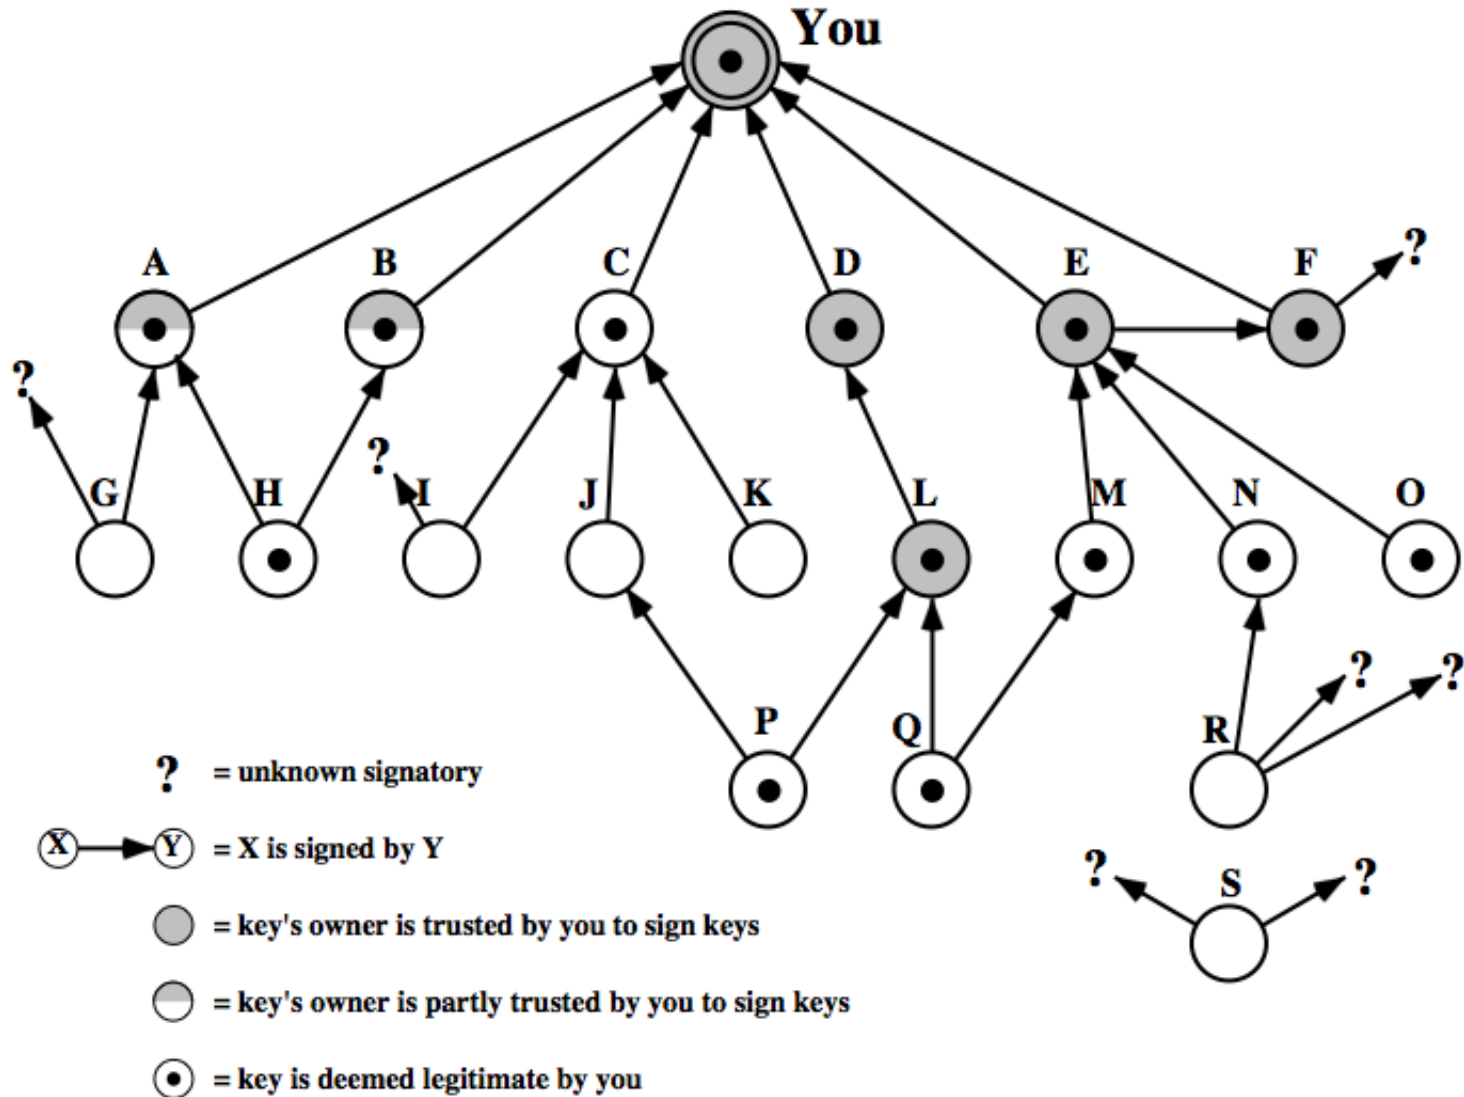 You
A B C D E F ?
?
?
G H I J K L M N O
? ?
P Q R
? = unknown signatory
X Y = X is signed by Y
? S ?
= key's owner is trusted by you to sign keys
= key's owner is partly trusted by you to sign keys
= key is deemed legitimate by you